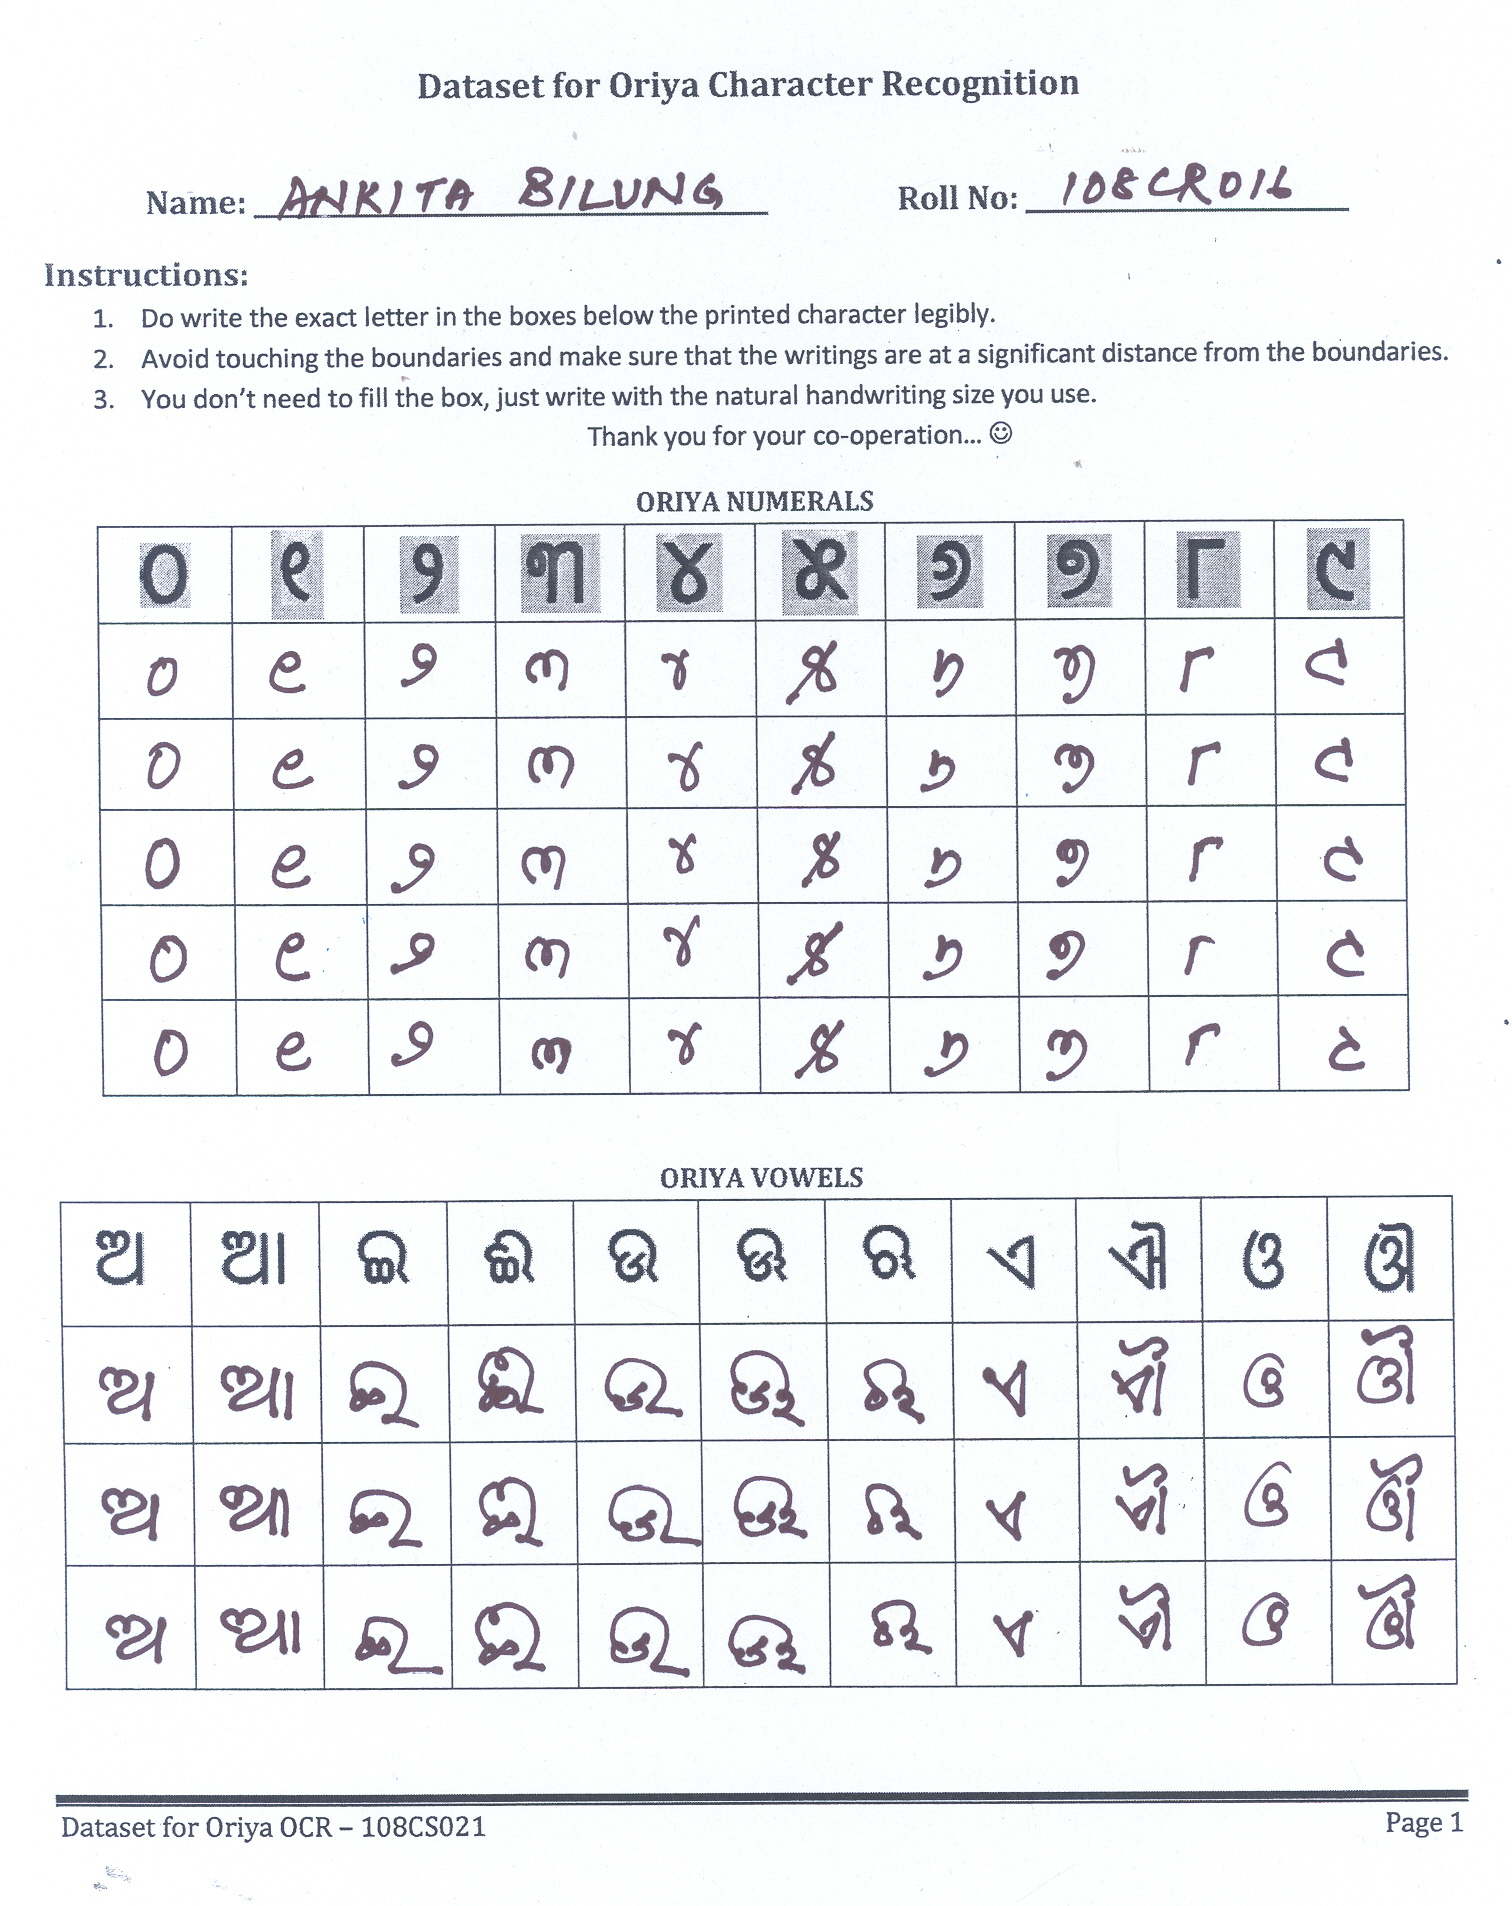 Dataset for Oriya Character Recognition
Name: ANKITA BILUNG Roll No: 108CR016
Instructions:
1. Do write the exact letter in the boxes below the printed character legibly.
2. Avoid touching the boundaries and make sure that the writings are at a significant distance from the boundaries.
3. You don't need to fill the box, just write with the natural handwriting size you use.
Thank you for your co-operation... ☺
ORIYA NUMERALS
୦ ୧ ୨ ୩ ୪ ୫ ୬ ୭ ୮ ୯
୦ ୧ ୨ ୩ ୪ ୫ ୬ ୭ ୮ ୯
୦ ୧ ୨ ୩ ୪ ୫ ୬ ୭ ୮ ୯
୦ ୧ ୨ ୩ ୪ ୫ ୬ ୭ ୮ ୯
୦ ୧ ୨ ୩ ୪ ୫ ୬ ୭ ୮ ୯
୦ ୧ ୨ ୩ ୪ ୫ ୬ ୭ ୮ ୯
ORIYA VOWELS
ଅ ଆ ଇ ଈ ଉ ଊ ଋ ଏ ଐ ଓ ଔ
ଅ ଆ ଇ ଈ ଉ ଊ ଋ ଏ ଐ ଓ ଔ
ଅ ଆ ଇ ଈ ଉ ଊ ଋ ଏ ଐ ଓ ଔ
ଅ ଆ ଇ ଈ ଉ ଊ ଋ ଏ ଐ ଓ ଔ
Dataset for Oriya OCR – 108CS021 Page 1